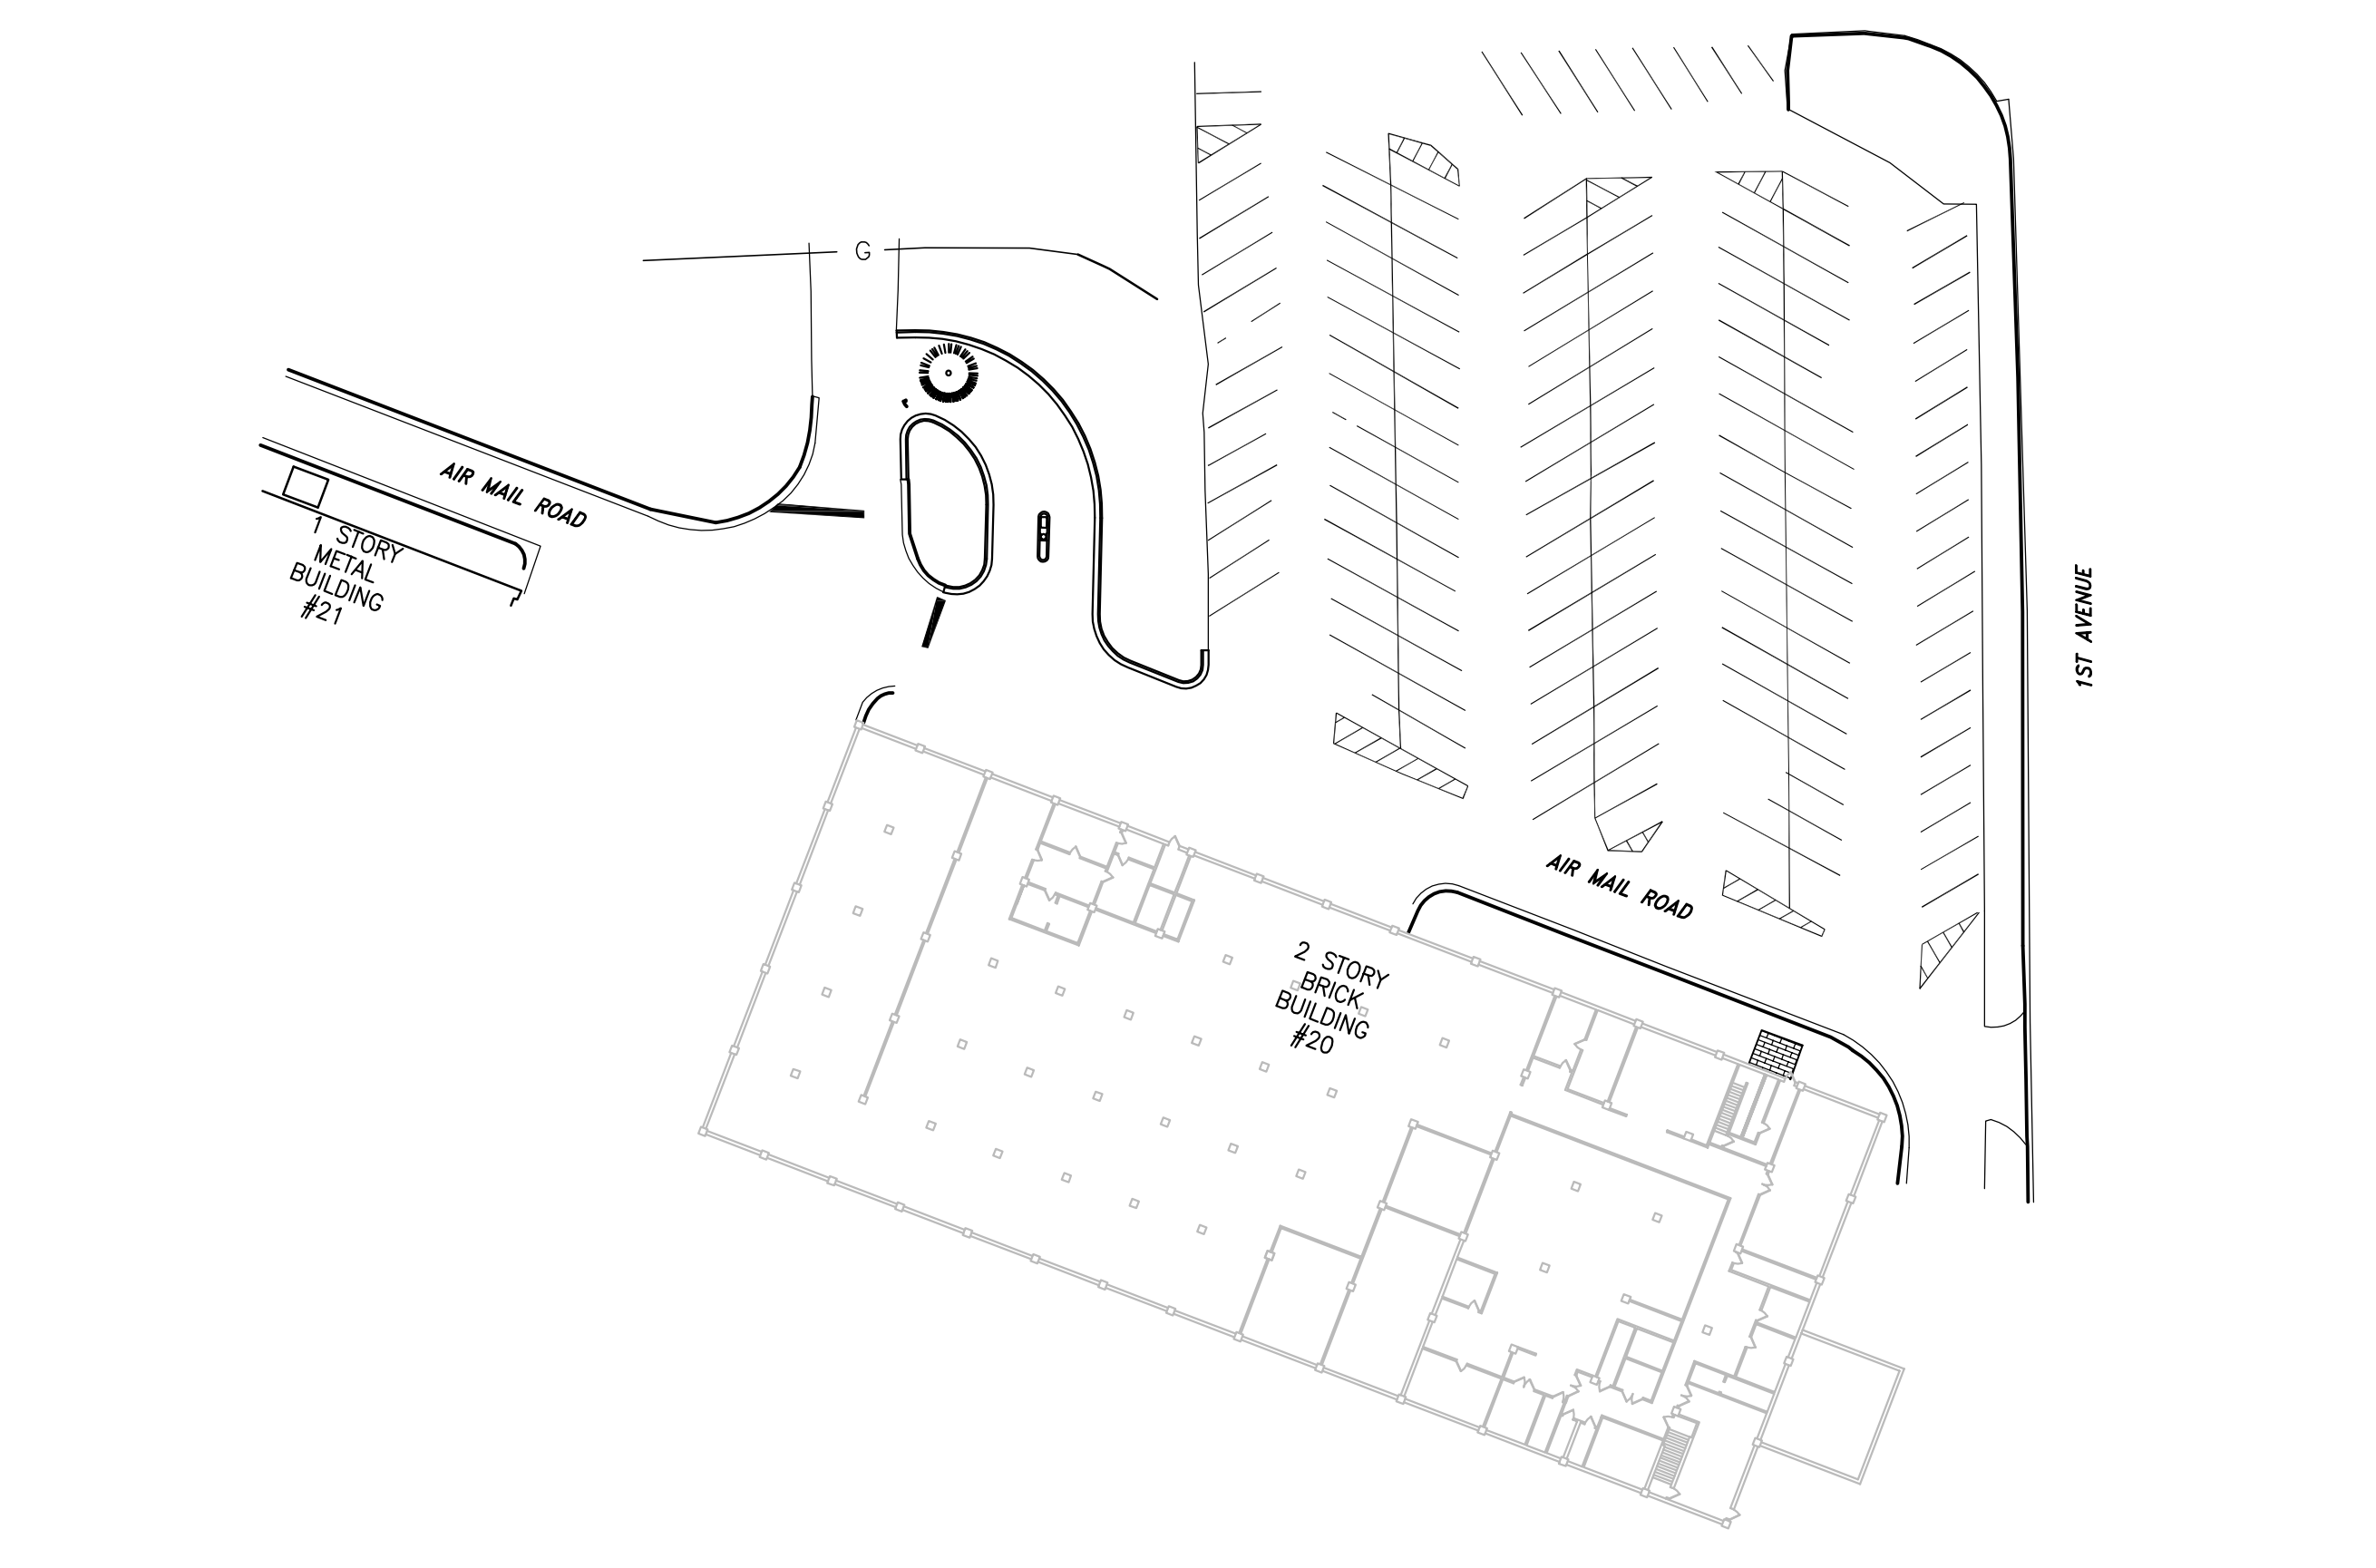 G
AIR MAIL ROAD
1 STORY
METAL
BUILDING
#21
1ST AVENUE
AIR MAIL ROAD
2 STORY
BRICK
BUILDING
#20